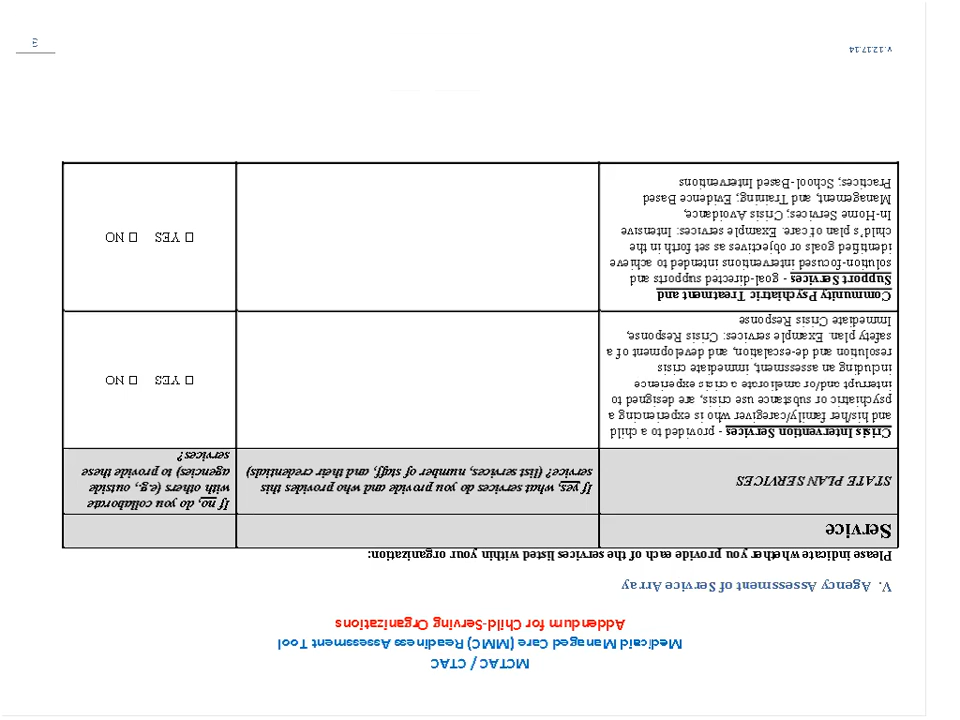 MCTAC / CTAC
Medicaid Managed Care (MMC) Readiness Assessment Tool
Addendum for Child-Serving Organizations
V. Agency Assessment of Service Array
Please indicate whether you provide each of the services listed within your organization:
Service
STATE PLAN SERVICES
If yes, what services do you provide and who provides this
service? (list services, number of staff, and their credentials)
If no, do you collaborate
with others (e.g., outside
agencies) to provide these
services?
Crisis Intervention Services - provided to a child
and his/her family/caregiver who is experiencing a
psychiatric or substance use crisis, are designed to
interrupt and/or ameliorate a crisis experience
including an assessment, immediate crisis
resolution and de-escalation, and development of a
safety plan. Example services: Crisis Response,
Immediate Crisis Response
☐ YES ☐ NO
Community Psychiatric Treatment and
Support Services - goal-directed supports and
solution-focused interventions intended to achieve
identified goals or objectives as set forth in the
child's plan of care. Example services: Intensive
In-Home Services; Crisis Avoidance,
Management, and Training; Evidence Based
Practices; School-Based Interventions
☐ YES ☐ NO
v.12.17.14
3